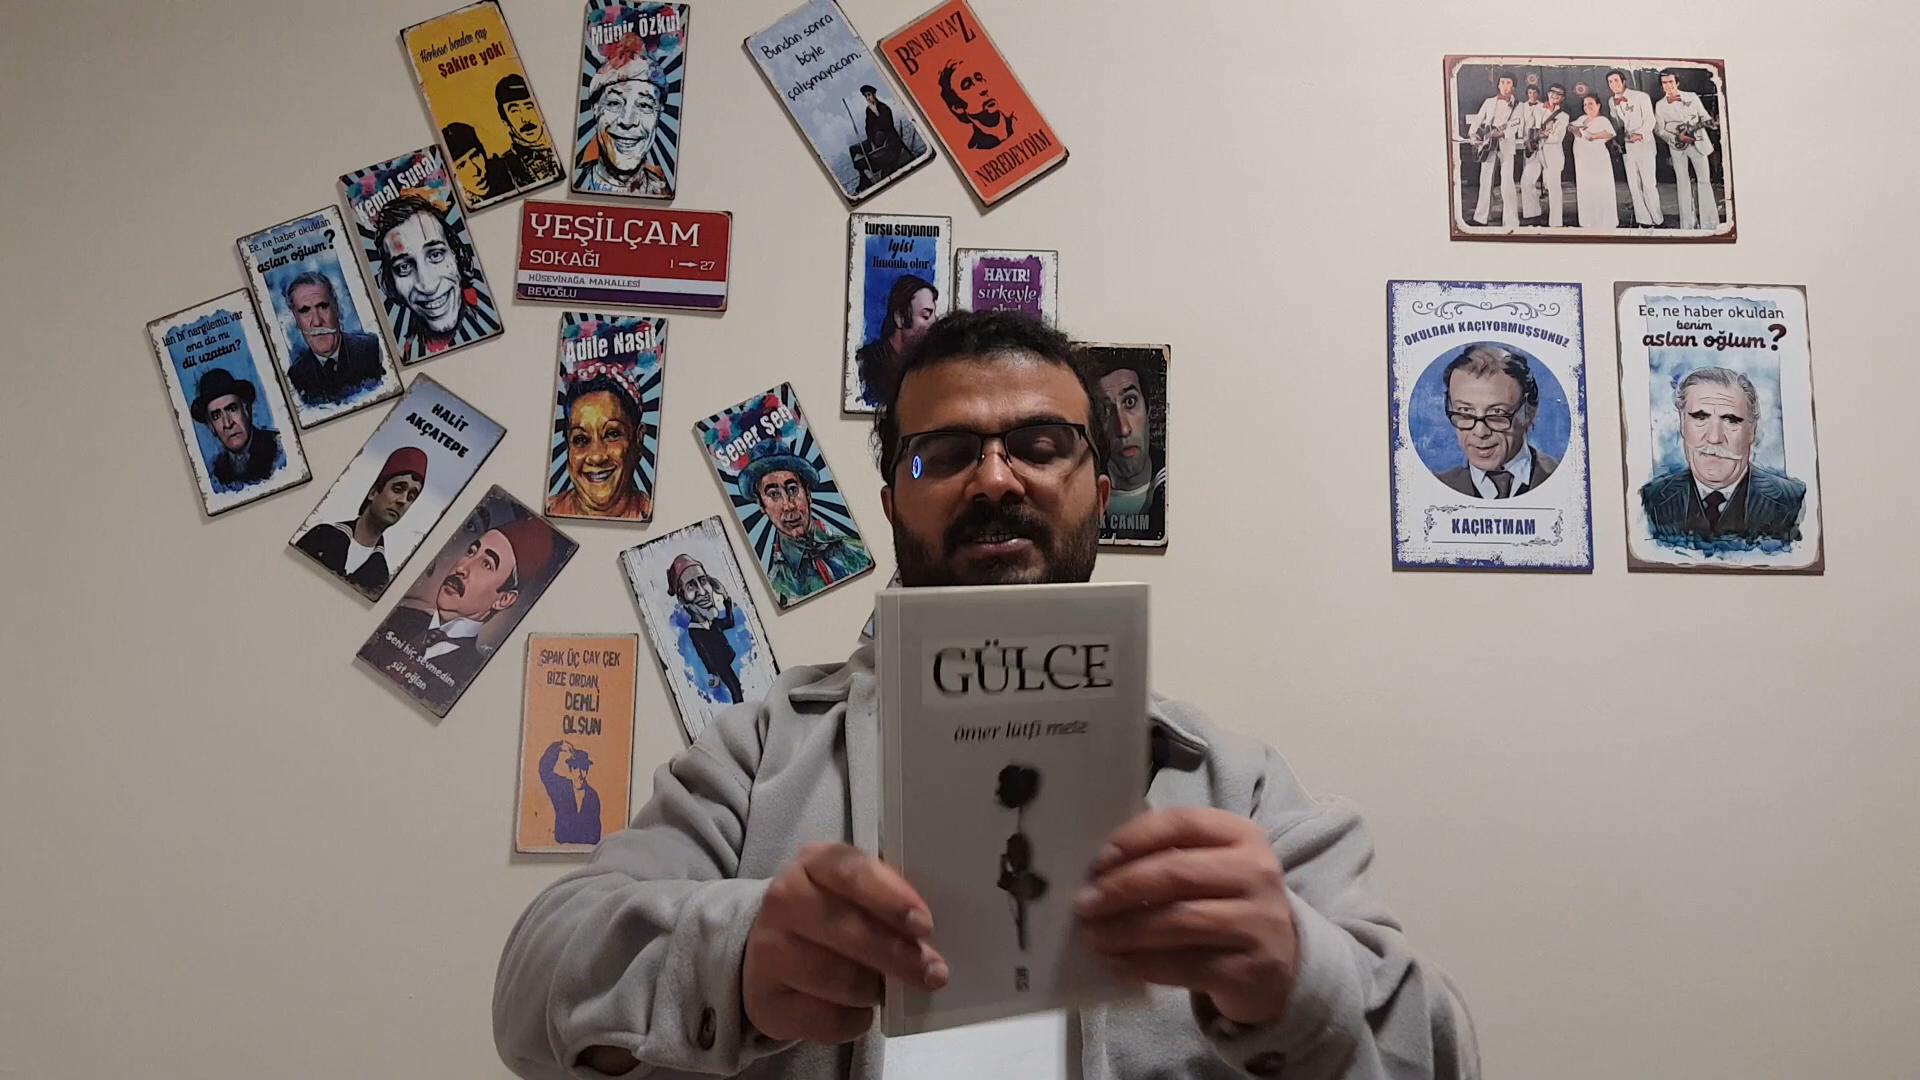 Herkese benden çay
Şakire yok!
Münir Özkul
Bundan sonra
böyle
çalışmayacam.
BEN BU YAZ
NEREDEYDİM
Kemal Sunal
Ee, ne haber okuldan
benim
aslan oğlum?
YEŞİLÇAM
SOKAĞI
1 27
HÜSEYİNAĞA MAHALLESİ
BEYOĞLU
turşu suyunun
iyisi
limonla olur
HAYIR!
sirkeyle
bi' nargilemiz var
ona da mı
dil uzattın?
Adile Naşit
HALİT
AKÇATEPE
Şener Şen
CANIM
Seni hiç sevmedim
süt oğlan
SPAK ÜÇ ÇAY ÇEK
BİZE ORDAN,
DEMLİ
OLSUN
OKULDAN KAÇIYORMUŞSUNUZ
KAÇIRTMAM
Ee, ne haber okuldan
benim
aslan oğlum?
GÜLCE
ömer lütfi mete